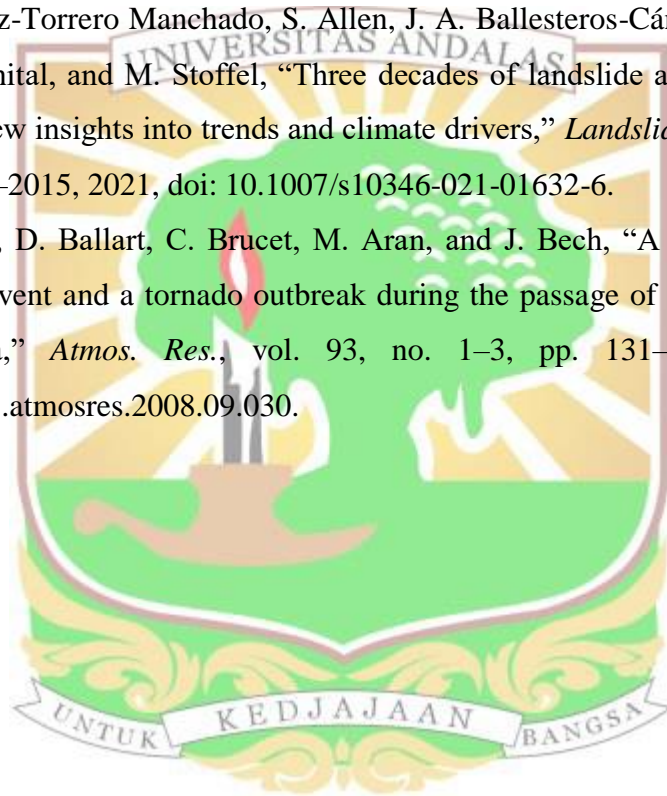 z-Torrero Manchado, S. Allen, J. A. Ballesteros-Cán
UNIVERSITAS ANDALAS
nital, and M. Stoffel, “Three decades of landslide a
ew insights into trends and climate drivers,” Landslid
–2015, 2021, doi: 10.1007/s10346-021-01632-6.
, D. Ballart, C. Brucet, M. Aran, and J. Bech, “A
vent and a tornado outbreak during the passage of
a,” Atmos. Res., vol. 93, no. 1–3, pp. 131–
.atmosres.2008.09.030.
UNTUK KEDJAJAAN BANGSA